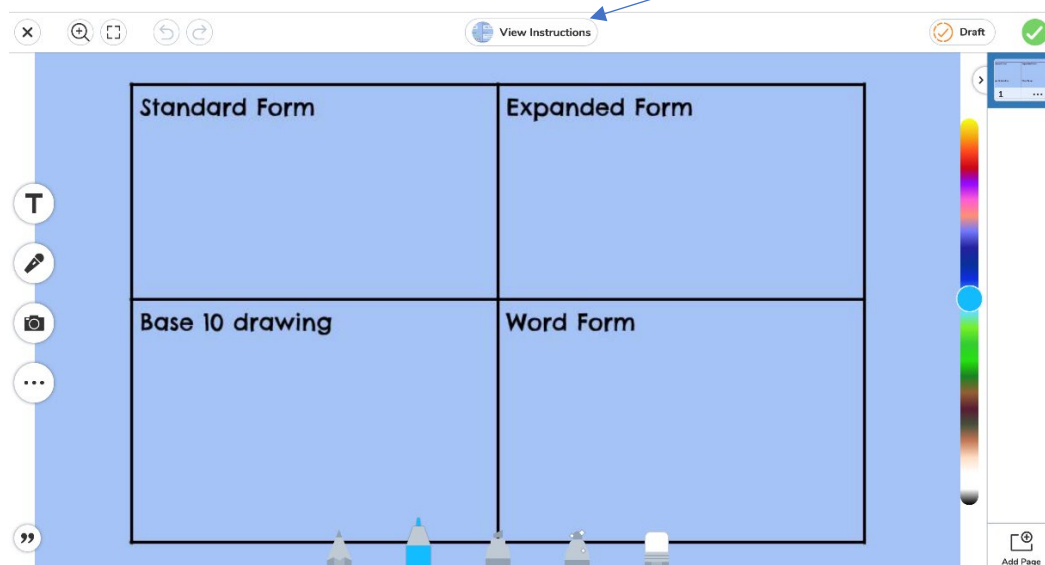 View Instructions
Draft
Standard Form
Expanded Form
1
T
Base 10 drawing
Word Form
Add Page